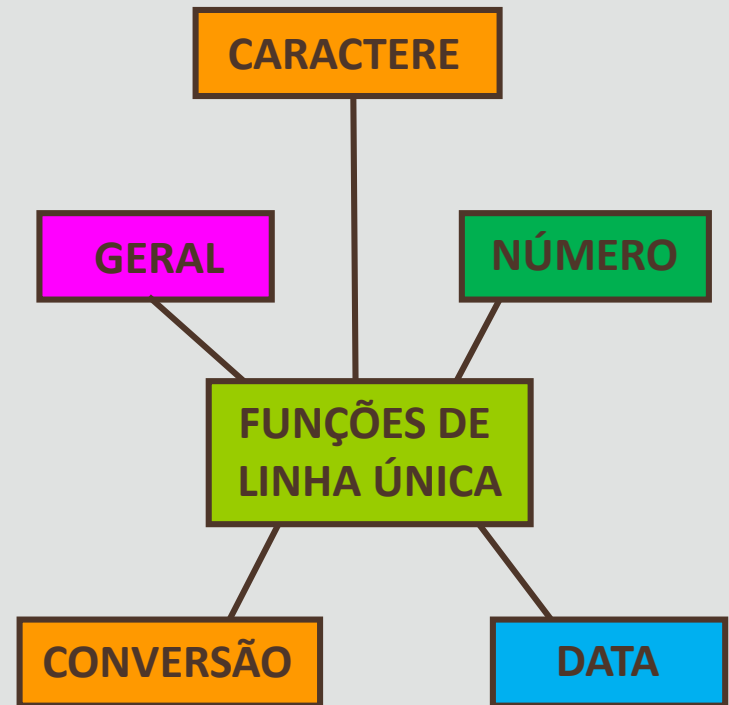 CARACTERE
GERAL
NÚMERO
FUNÇÕES DE
LINHA ÚNICA
CONVERSÃO
DATA